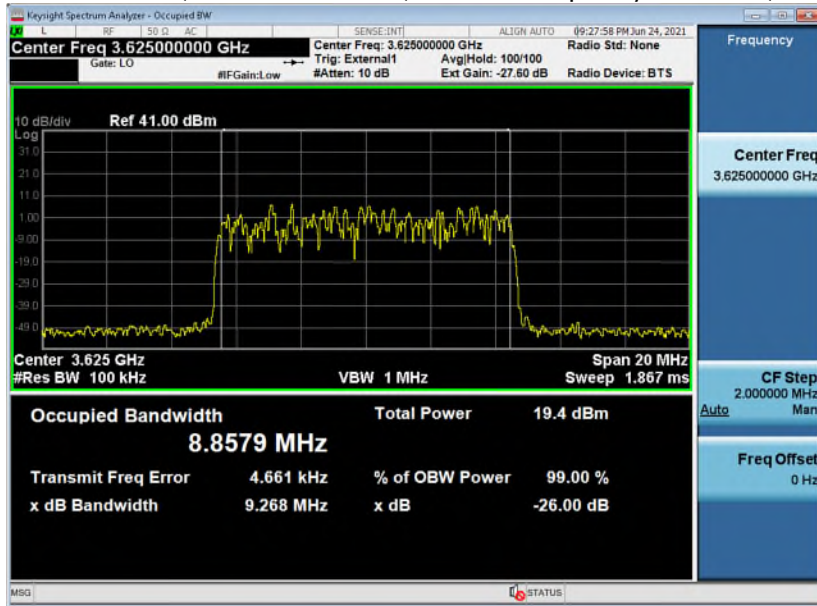 Keysight Spectrum Analyzer - Occupied BW
L RF 50 Ω AC SENSE:INT ALIGN AUTO 09:27:58 PM Jun 24, 2021
Center Freq 3.625000000 GHz Center Freq: 3.625000000 GHz Radio Std: None
Gate: LO Trig: External1 Avg|Hold: 100/100
#IFGain:Low #Atten: 10 dB Ext Gain: -27.60 dB Radio Device: BTS
10 dB/div Ref 41.00 dBm
Log
31.0
21.0
11.0
1.00
-9.00
-19.0
-29.0
-39.0
-49.0
Center 3.625 GHz Span 20 MHz
#Res BW 100 kHz VBW 1 MHz Sweep 1.867 ms
Occupied Bandwidth Total Power 19.4 dBm
8.8579 MHz
Transmit Freq Error 4.661 kHz % of OBW Power 99.00 %
x dB Bandwidth 9.268 MHz x dB -26.00 dB
MSG STATUS
Frequency
Center Freq
3.625000000 GHz
CF Step
2.000000 MHz
Auto Man
Freq Offset
0 Hz